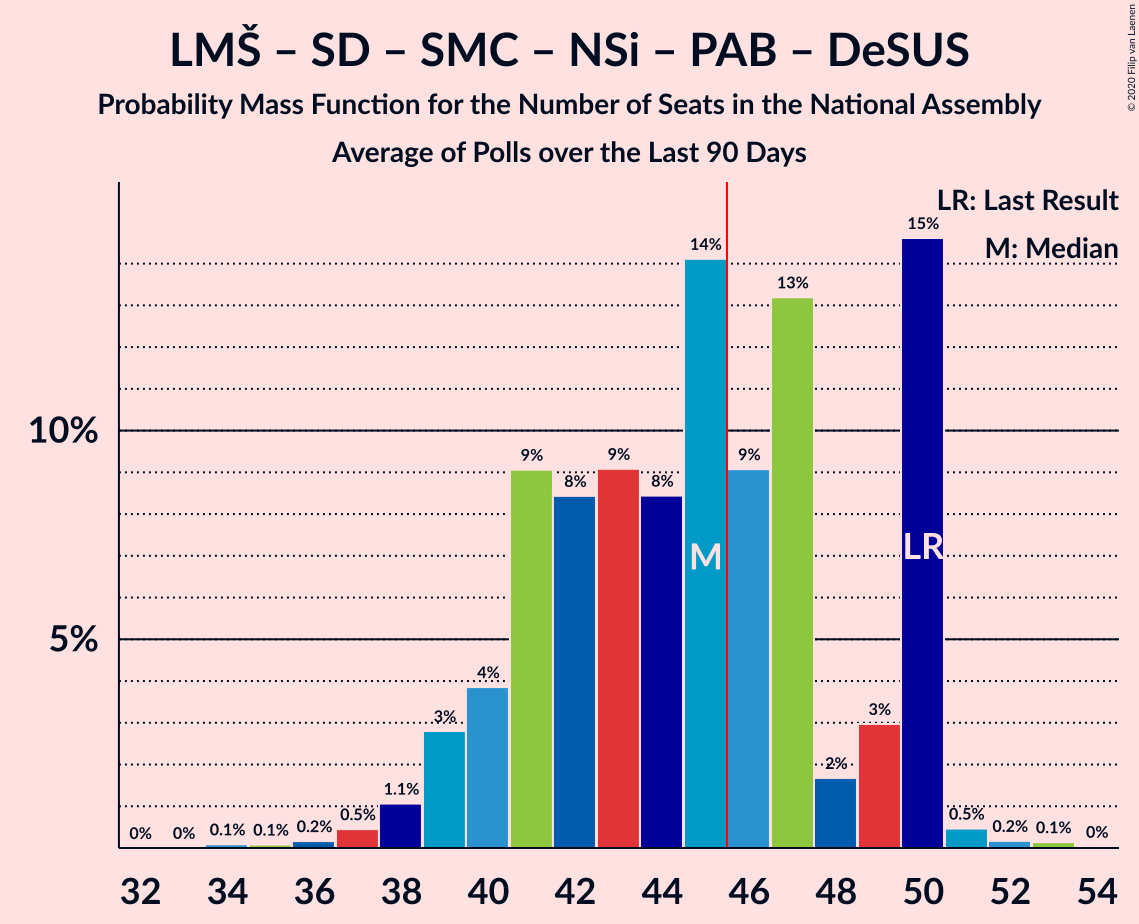 LMŠ – SD – SMC – NSi – PAB – DeSUS
Probability Mass Function for the Number of Seats in the National Assembly
Average of Polls over the Last 90 Days
© 2020 Filip van Laenen
LR: Last Result
M: Median
10%
5%
0% 0% 0.1% 0.1% 0.2% 0.5% 1.1% 3% 4% 9% 8% 9% 8% 14% 9% 13% 2% 3% 15% 0.5% 0.2% 0.1% 0%
M
LR
32 34 36 38 40 42 44 46 48 50 52 54